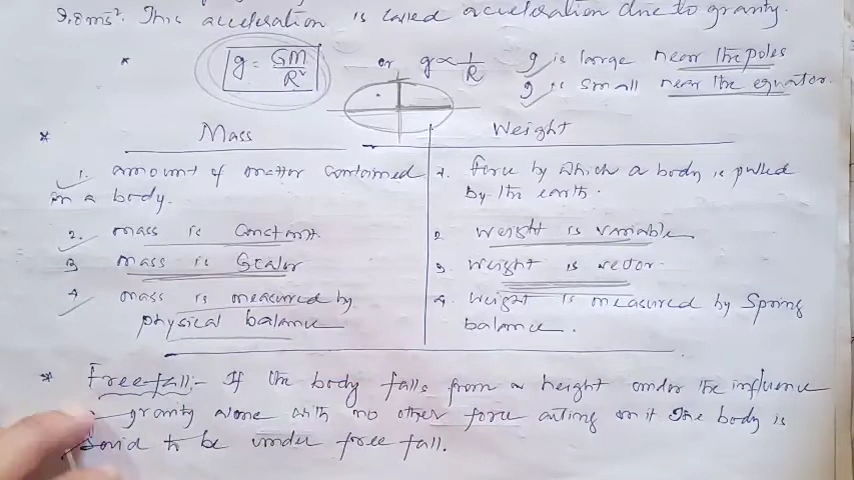 9.8ms². This acceleration is called acceleration due to gravity.
* g = GM/R² or g ∝ 1/R g is large near the poles
g is small near the equator.
* Mass Weight
1. amount of matter contained
in a body.
1. Force by which a body is pulled
by the earth.
2. mass is constant.
2 weight is variable
3 mass is Scalar
3. weight is vector.
4 mass is measured by
physical balance
4. weight is measured by Spring
balance.
* Free fall:- If the body falls from a height under the influence
gravity alone with no other force acting on it the body is
said to be under free fall.